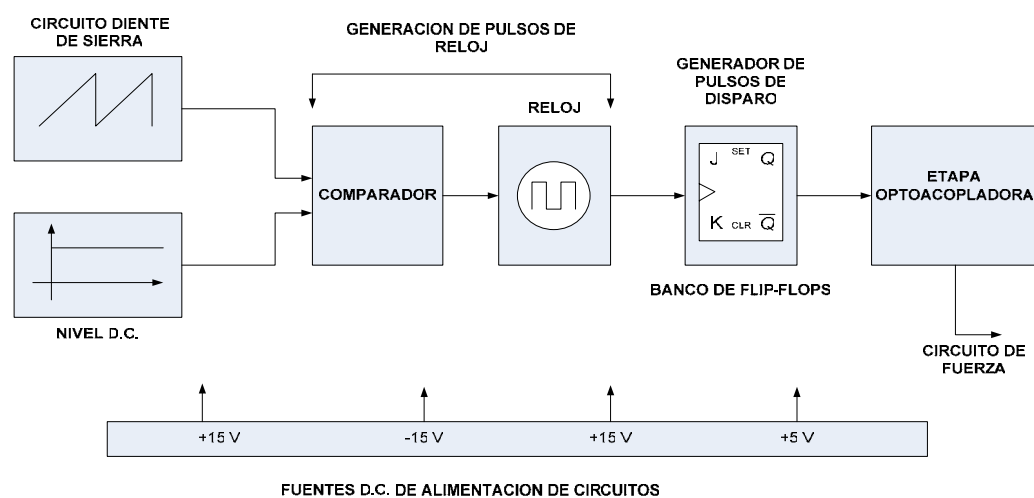 CIRCUITO DIENTE
DE SIERRA
GENERACION DE PULSOS DE
RELOJ
GENERADOR DE
PULSOS DE
DISPARO
RELOJ
COMPARADOR
J SET Q
K CLR Q̅
ETAPA
OPTOACOPLADORA
BANCO DE FLIP-FLOPS
NIVEL D.C.
CIRCUITO DE
FUERZA
+15 V -15 V +15 V +5 V
FUENTES D.C. DE ALIMENTACION DE CIRCUITOS